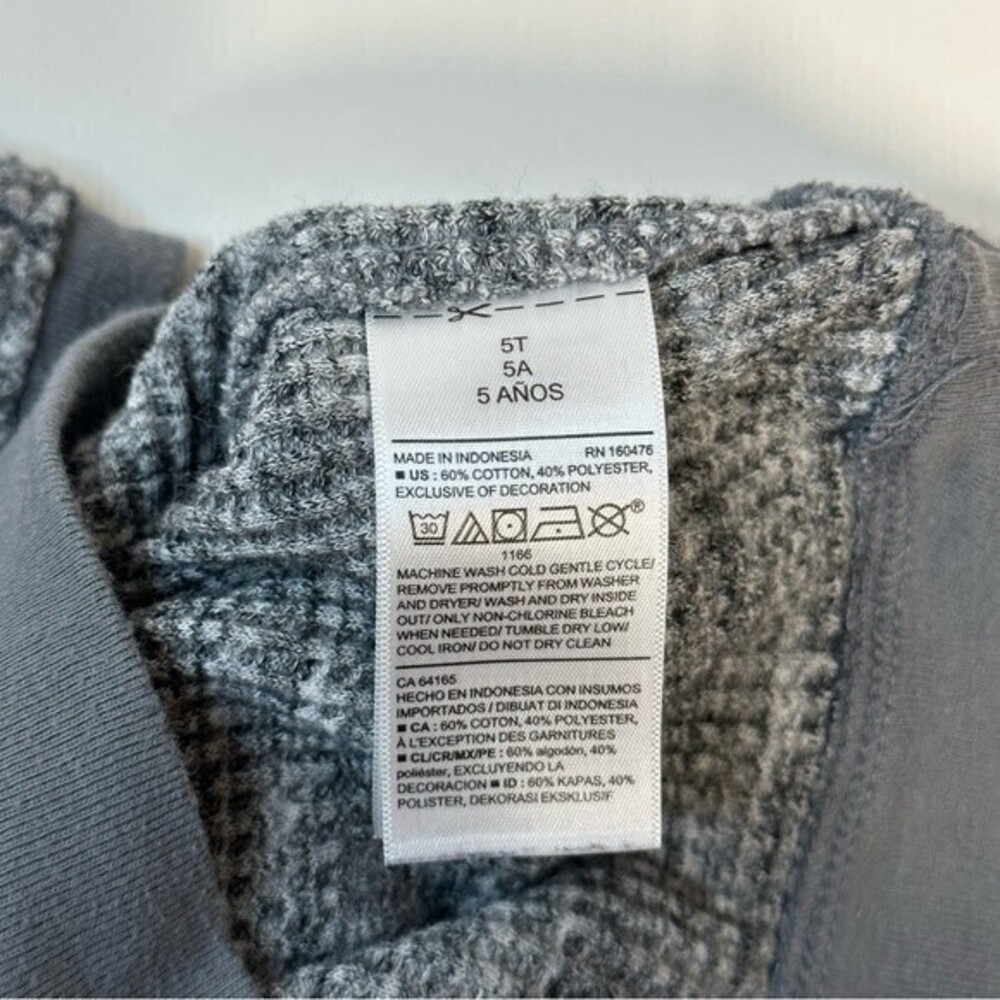 5T
5A
5 AÑOS
MADE IN INDONESIA RN 160476
■ US : 60% COTTON, 40% POLYESTER,
EXCLUSIVE OF DECORATION
30 ®
1166
MACHINE WASH COLD GENTLE CYCLE/
REMOVE PROMPTLY FROM WASHER
AND DRYER/ WASH AND DRY INSIDE
OUT/ ONLY NON-CHLORINE BLEACH
WHEN NEEDED/ TUMBLE DRY LOW/
COOL IRON/ DO NOT DRY CLEAN
CA 64165
HECHO EN INDONESIA CON INSUMOS
IMPORTADOS / DIBUAT DI INDONESIA
■ CA : 60% COTON, 40% POLYESTER,
À L'EXCEPTION DES GARNITURES
■ CL/CR/MX/PE : 60% algodón, 40%
poliéster, EXCLUYENDO LA
DECORACION ■ ID : 60% KAPAS, 40%
POLISTER, DEKORASI EKSKLUSIF